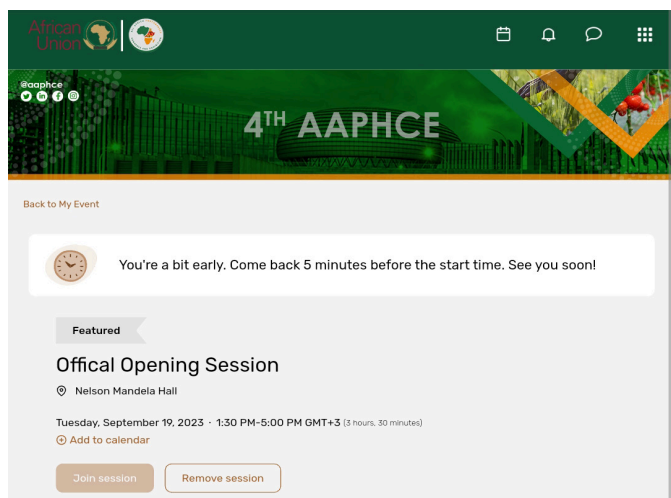 African
Union
@aaphce
4TH AAPHCE
Back to My Event
You're a bit early. Come back 5 minutes before the start time. See you soon!
Featured
Offical Opening Session
Nelson Mandela Hall
Tuesday, September 19, 2023 · 1:30 PM-5:00 PM GMT+3 (3 hours, 30 minutes)
Add to calendar
Join session
Remove session